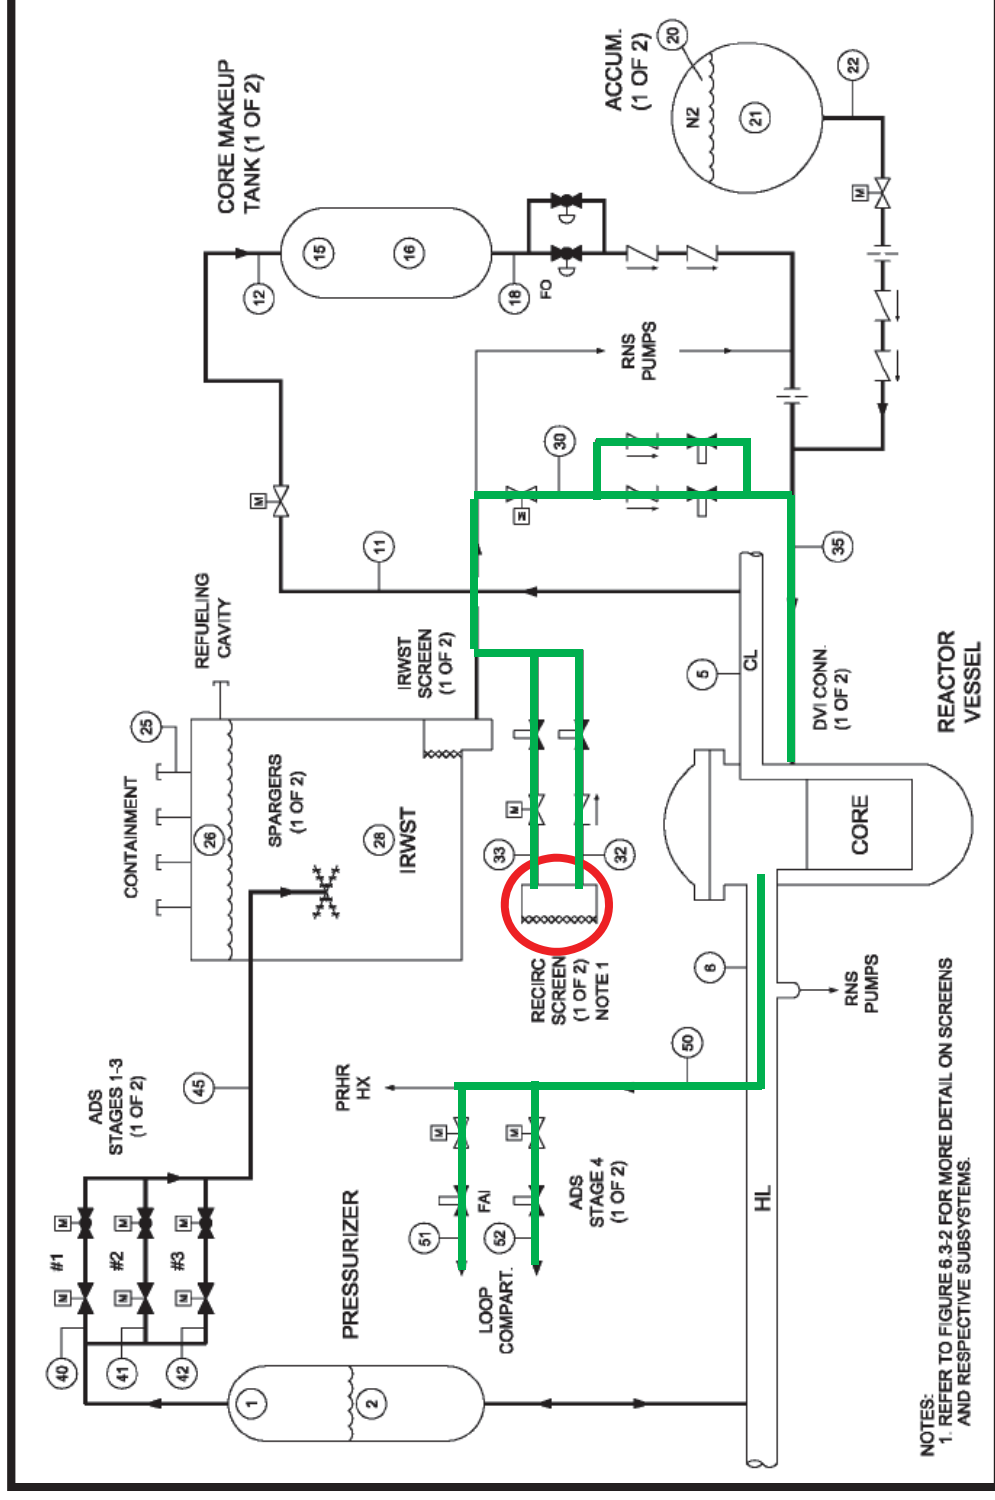 #1
#2
#3
M
M
M
M
M
M
40
41
42
ADS
STAGES 1-3
(1 OF 2)
45
CONTAINMENT
25
REFUELING
CAVITY
26
SPARGERS
(1 OF 2)
28
IRWST
IRWST
SCREEN
(1 OF 2)
CORE MAKEUP
TANK (1 OF 2)
12
15
16
18
FO
M
11
ACCUM.
(1 OF 2)
20
N2
21
22
M
RNS
PUMPS
30
M
35
1
2
PRESSURIZER
PRHR
HX
M
M
FAI
51
52
LOOP
COMPART.
ADS
STAGE 4
(1 OF 2)
50
33
32
M
RECIRC
SCREEN
(1 OF 2)
NOTE 1
6
5
HL
CL
RNS
PUMPS
DVI CONN.
(1 OF 2)
CORE
REACTOR
VESSEL
NOTES:
1. REFER TO FIGURE 6.3-2 FOR MORE DETAIL ON SCREENS
AND RESPECTIVE SUBSYSTEMS.